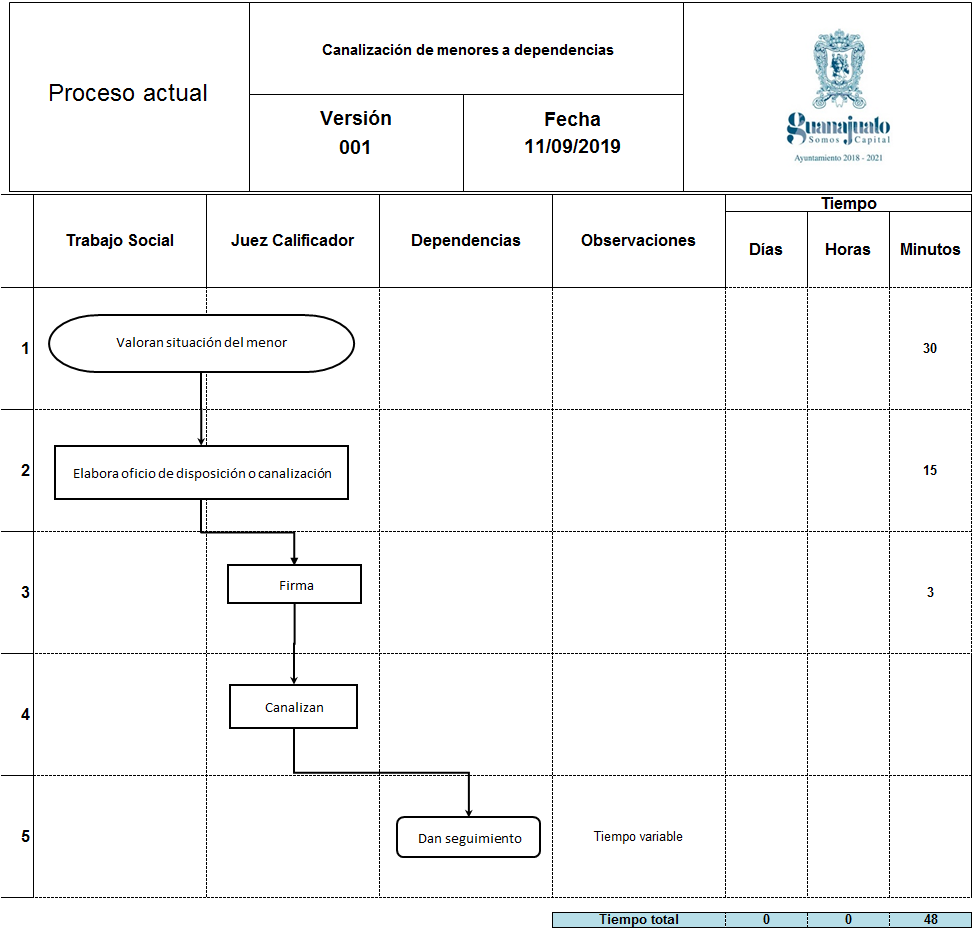 Proceso actual
Canalización de menores a dependencias
Versión
001
Fecha
11/09/2019
guanajuato
Somos Capital
Ayuntamiento 2018 - 2021
Trabajo Social
Juez Calificador
Dependencias
Observaciones
Tiempo
Días
Horas
Minutos
1
Valoran situación del menor
30
2
Elabora oficio de disposición o canalización
15
3
Firma
3
4
Canalizan
5
Dan seguimiento
Tiempo variable
Tiempo total
0
0
48